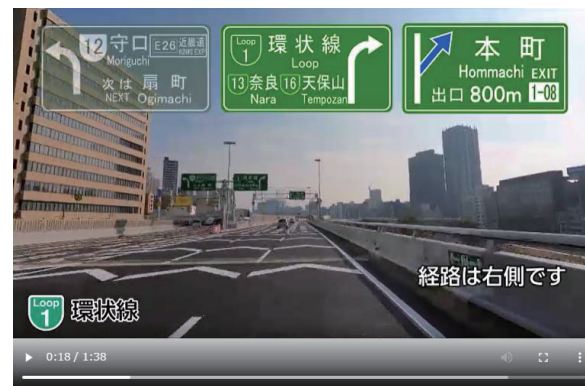 12 守口 E26 近畿道
KINKI EXP
Moriguchi
次は 扇町
NEXT Ogimachi
Loop 1 環状線
Loop
13 奈良 16 天保山
Nara Tempozan
本町
Hommachi EXIT
出口 800m 1-08
経路は右側です
Loop 1 環状線
0:18 / 1:38